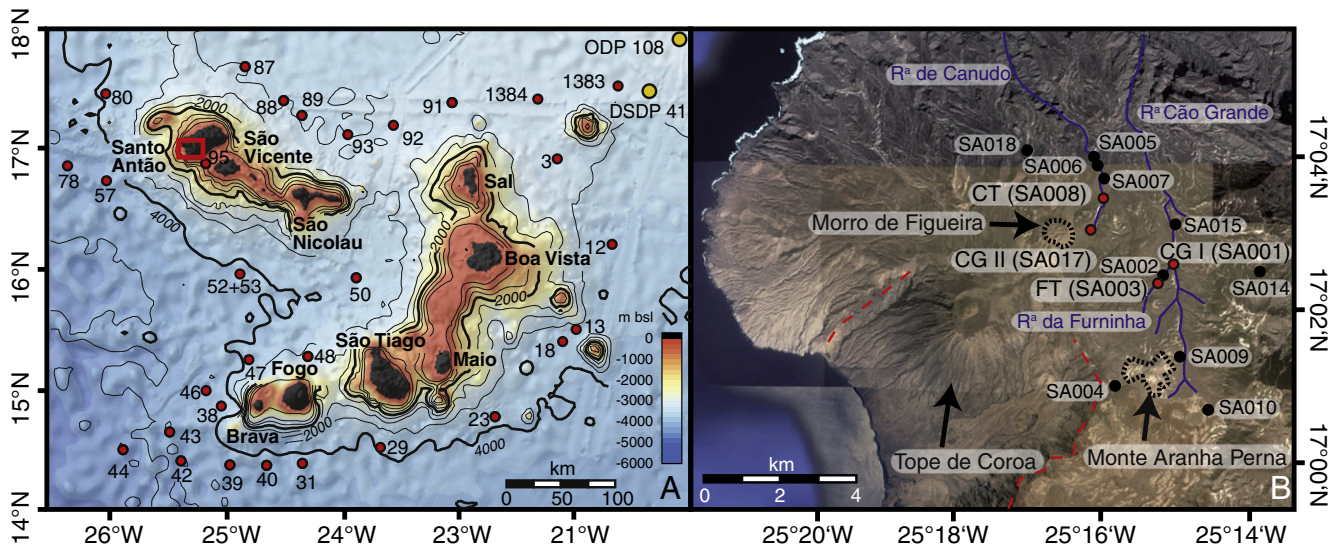 18°N
17°N
16°N
15°N
14°N
26°W
25°W
24°W
23°W
22°W
21°W
ODP 108
DSDP 41
87
80
88
89
91
1384
1383
92
93
3
78
57
95
2000
4000
Santo
Antão
São
Vicente
São
Nicolau
Sal
2000
Boa Vista
2000
12
52+53
50
13
18
São Tiago
Maio
Fogo
Brava
2000
4000
47
48
46
38
43
44
42
39
40
31
29
23
m bsl
0
-1000
-2000
-3000
-4000
-5000
-6000
km
0 50 100
A
Rª de Canudo
Rª Cão Grande
SA018
SA005
SA006
SA007
CT (SA008)
Morro de Figueira
SA015
CG II (SA017)
CG I (SA001)
SA002
FT (SA003)
SA014
Rª da Furninha
SA009
SA004
SA010
Tope de Coroa
Monte Aranha Perna
km
0 2 4
B
17°04'N
17°02'N
17°00'N
25°20'W
25°18'W
25°16'W
25°14'W